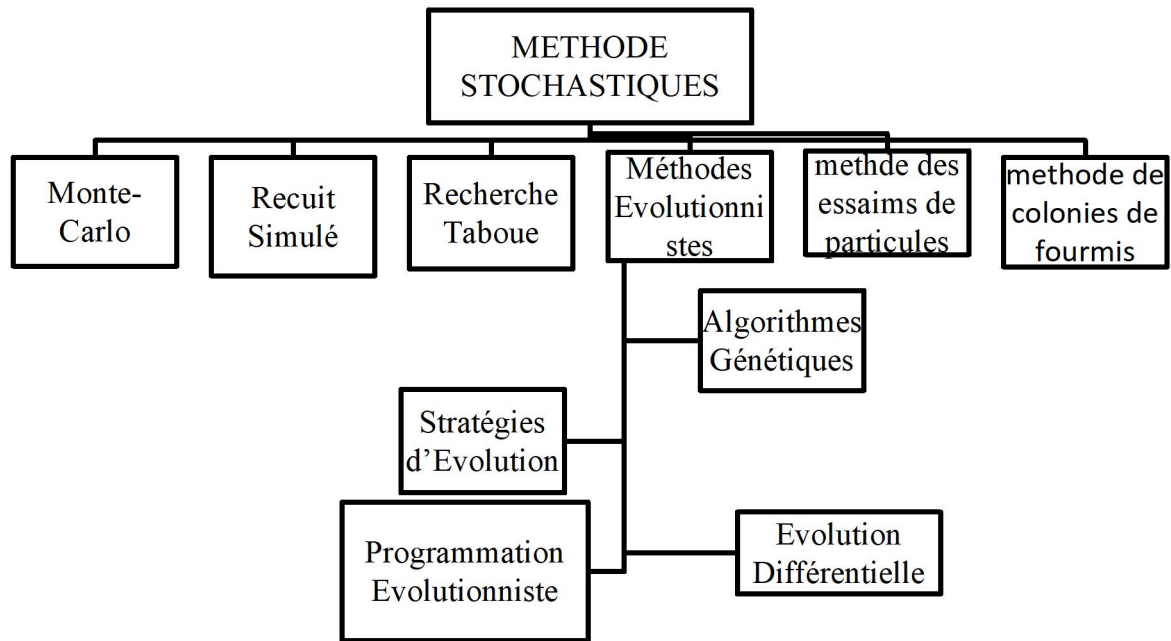 METHODE
STOCHASTIQUES
Monte-
Carlo
Recuit
Simulé
Recherche
Taboue
Méthodes
Evolutionni
stes
methde des
essaims de
particules
methode de
colonies de
fourmis
Algorithmes
Génétiques
Stratégies
d’Evolution
Programmation
Evolutionniste
Evolution
Différentielle